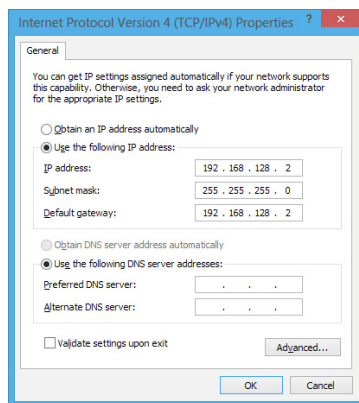 Internet Protocol Version 4 (TCP/IPv4) Properties ? ×
General
You can get IP settings assigned automatically if your network supports
this capability. Otherwise, you need to ask your network administrator
for the appropriate IP settings.
Obtain an IP address automatically
Use the following IP address:
IP address: 192 . 168 . 128 . 2
Subnet mask: 255 . 255 . 255 . 0
Default gateway: 192 . 168 . 128 . 2
Obtain DNS server address automatically
Use the following DNS server addresses:
Preferred DNS server: . . .
Alternate DNS server: . . .
Validate settings upon exit
Advanced...
OK Cancel